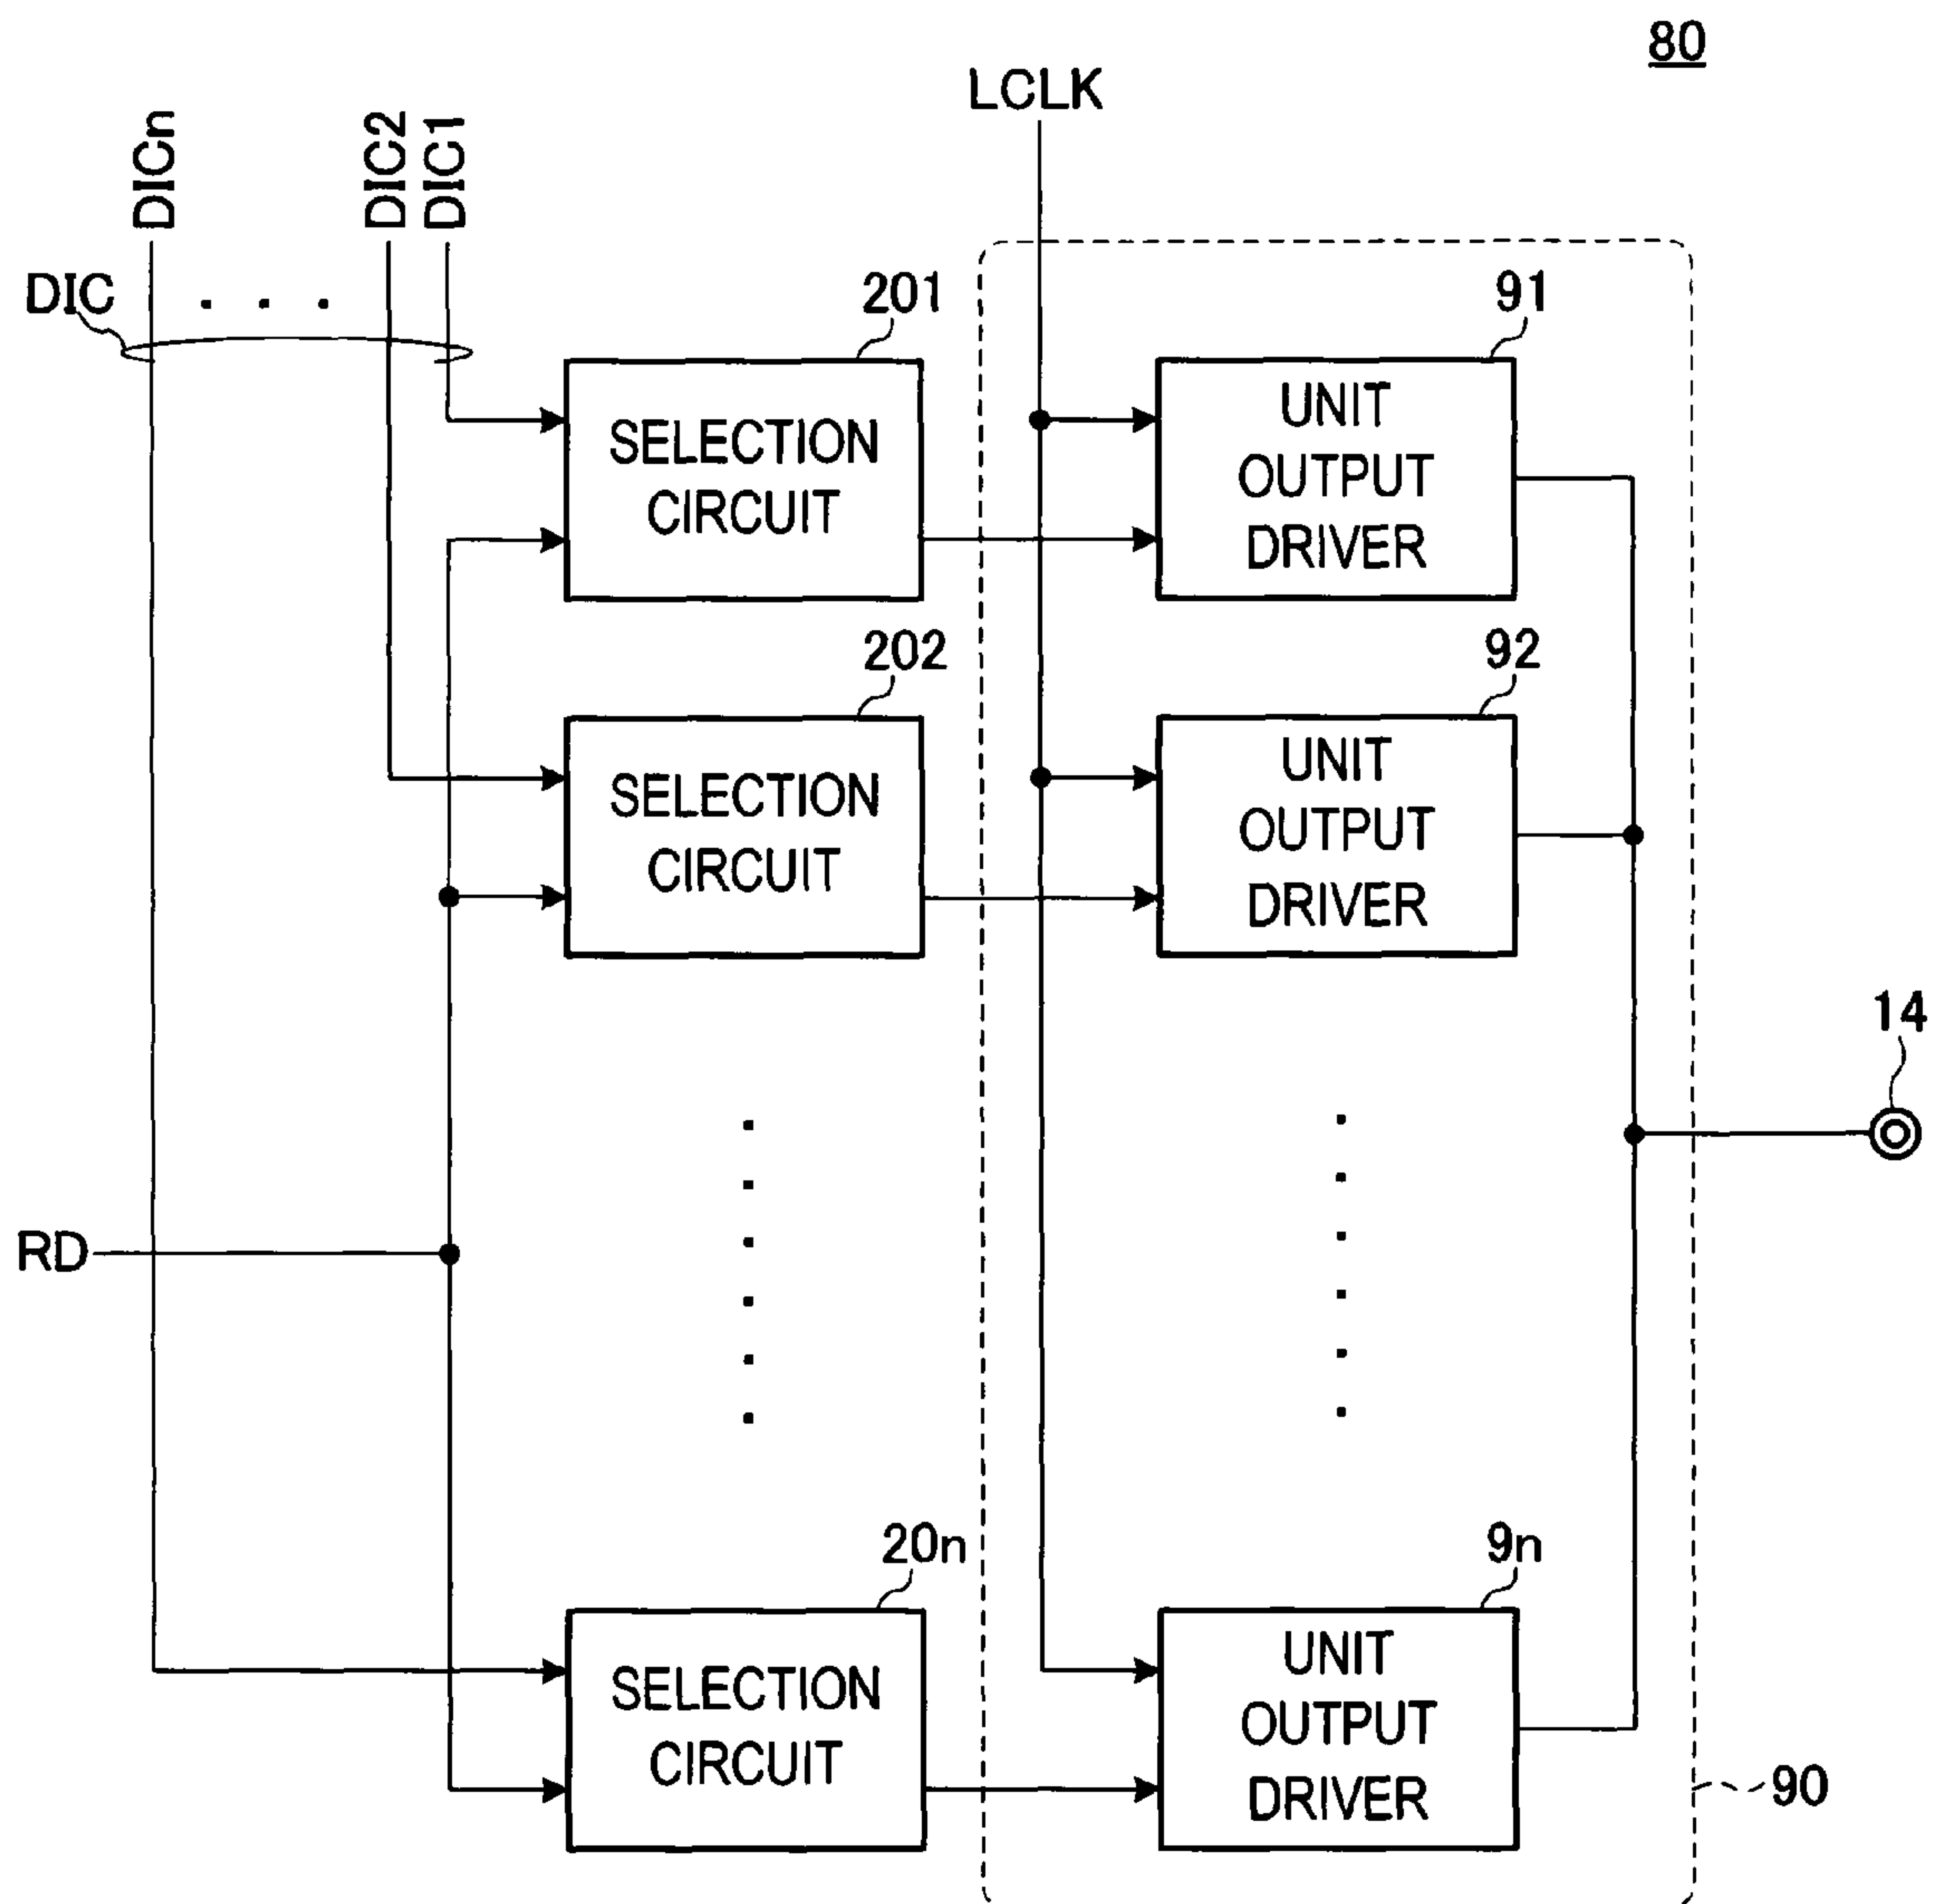 80
LCLK
DICn
DIC2
DIC1
DIC
. . .
201
91
SELECTION
CIRCUIT
UNIT
OUTPUT
DRIVER
202
92
SELECTION
CIRCUIT
UNIT
OUTPUT
DRIVER
14
RD
20n
9n
SELECTION
CIRCUIT
UNIT
OUTPUT
DRIVER
90